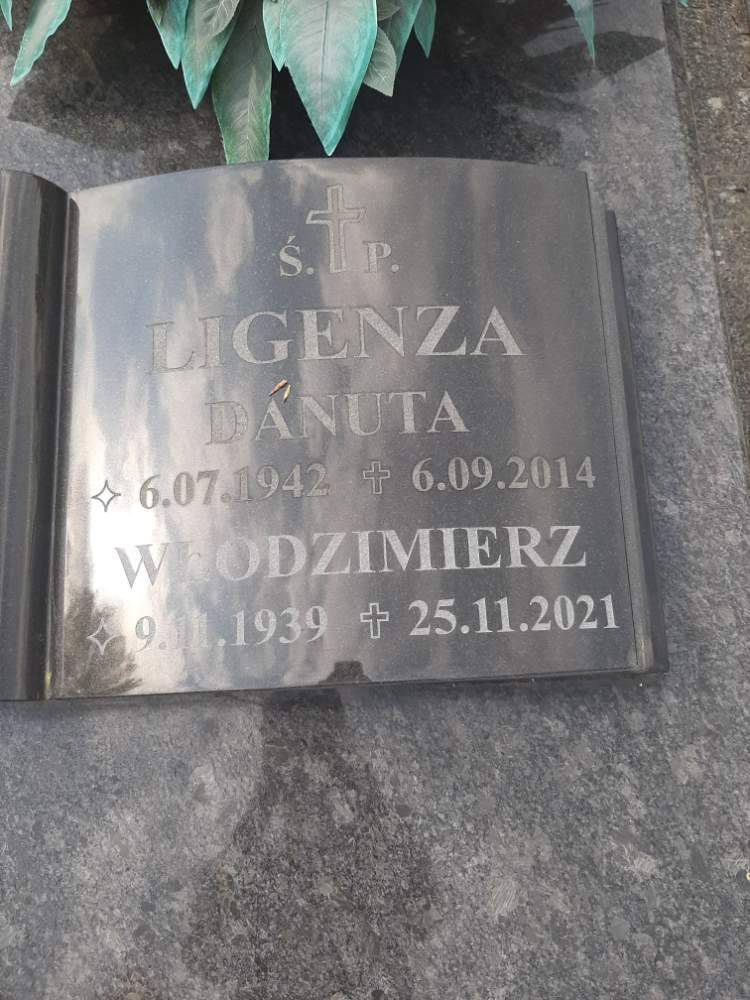 Ś. P.
LIGENZA
DANUTA
6.07.1942 6.09.2014
WŁODZIMIERZ
9.11.1939 25.11.2021